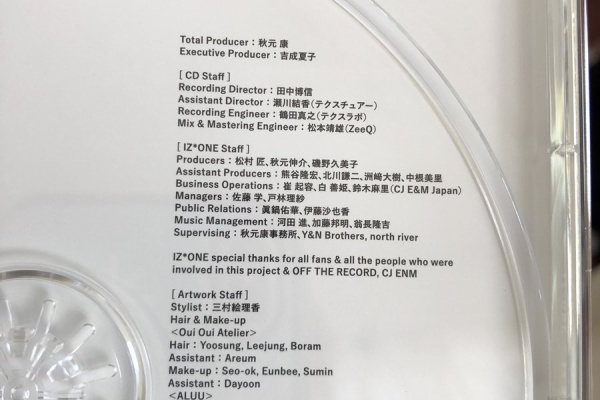 Total Producer：秋元 康
Executive Producer：吉成夏子
[ CD Staff ]
Recording Director：田中博信
Assistant Director：瀬川結香（テクスチュアー）
Recording Engineer：鶴田真之（テクスラボ）
Mix & Mastering Engineer：松本靖雄（ZeeQ）
[ IZ*ONE Staff ]
Producers：松村 匠、秋元伸介、磯野久美子
Assistant Producers：熊谷隆宏、北川謙二、洲崎大樹、中根美里
Business Operations：崔 起容、白 善姫、鈴木麻里（CJ E&M Japan）
Managers：佐藤 学、戸林理紗
Public Relations：眞鍋佑華、伊藤沙也香
Music Management：河田 進、加藤邦明、翁長隆吉
Supervising：秋元康事務所、Y&N Brothers, north river
IZ*ONE special thanks for all fans & all the people who were
involved in this project & OFF THE RECORD, CJ ENM
[ Artwork Staff ]
Stylist：三村絵理香
Hair & Make-up
<Oui Oui Atelier>
Hair：Yoosung, Leejung, Boram
Assistant：Areum
Make-up：Seo-ok, Eunbee, Sumin
Assistant：Dayoon
<ALUU>